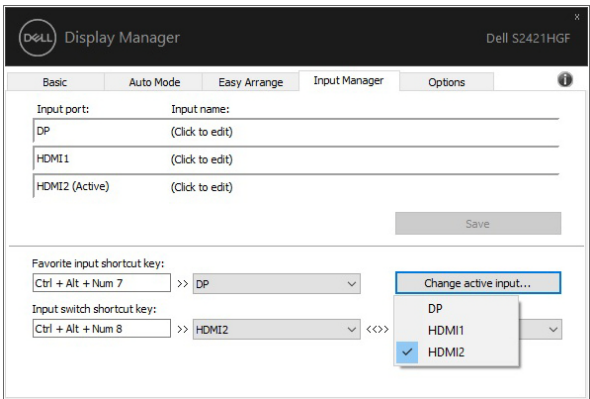 DELL Display Manager
x
Dell S2421HGF
Basic Auto Mode Easy Arrange Input Manager Options
Input port: Input name:
DP (Click to edit)
HDMI1 (Click to edit)
HDMI2 (Active) (Click to edit)
Save
Favorite input shortcut key:
Ctrl + Alt + Num 7 >> DP Change active input...
DP
Input switch shortcut key:
HDMI1
Ctrl + Alt + Num 8 >> HDMI2 <<>>
HDMI2